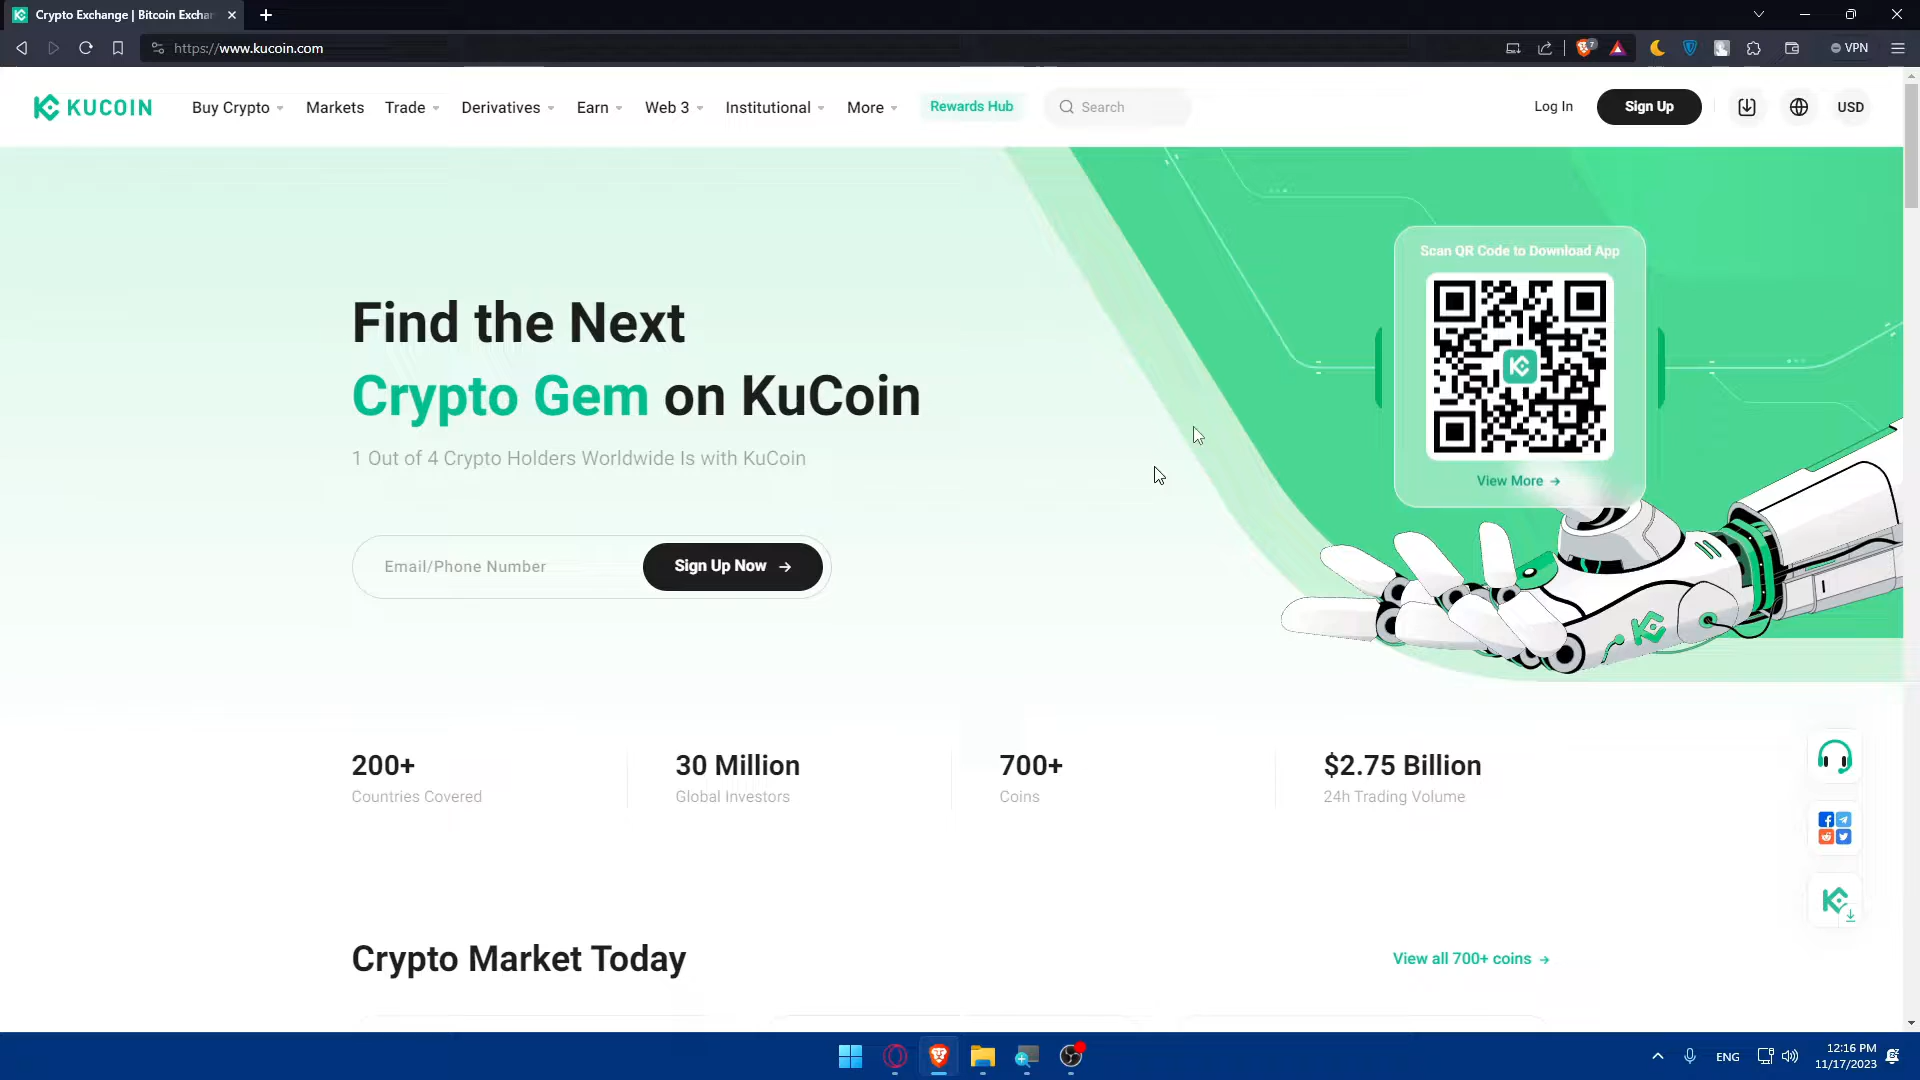 Crypto Exchange | Bitcoin Exchan
https://www.kucoin.com
7
VPN
KUCOIN
Buy Crypto
Markets
Trade
Derivatives
Earn
Web 3
Institutional
More
Rewards Hub
Search
Log In
Sign Up
USD
Scan QR Code to Download App
View More →
Find the Next
Crypto Gem on KuCoin
1 Out of 4 Crypto Holders Worldwide Is with KuCoin
Email/Phone Number
Sign Up Now →
200+
Countries Covered
30 Million
Global Investors
700+
Coins
$2.75 Billion
24h Trading Volume
Crypto Market Today
View all 700+ coins →
ENG
12:16 PM
11/17/2023